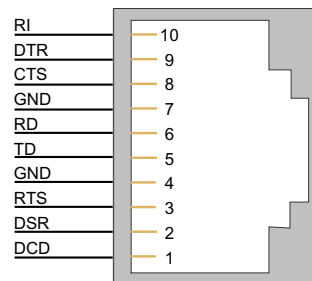 RI 10
DTR 9
CTS 8
GND 7
RD 6
TD 5
GND 4
RTS 3
DSR 2
DCD 1